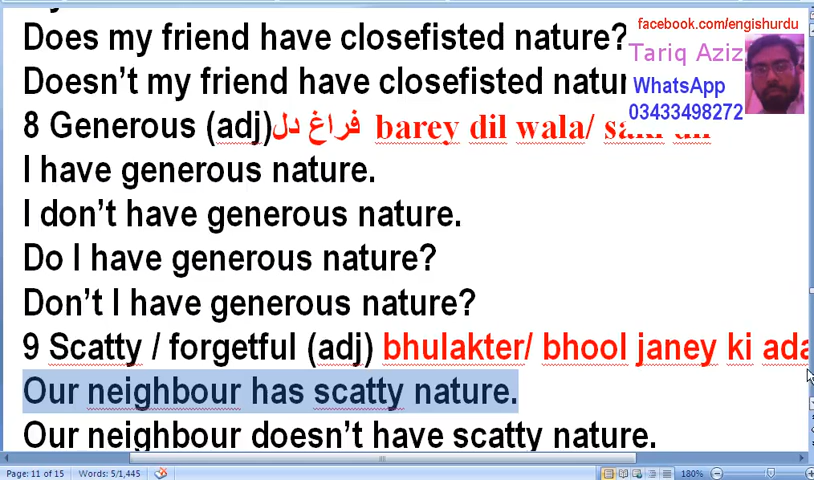 Does my friend have closefisted nature?
Doesn't my friend have closefisted
facebook.com/engishurdu
Tariq Aziz
WhatsApp
03433498272
8 Generous (adj)فراغ دل barey dil wala/
I have generous nature.
I don't have generous nature.
Do I have generous nature?
Don't I have generous nature?
9 Scatty / forgetful (adj) bhulakter/ bhool janey ki
Our neighbour has scatty nature.
Our neighbour doesn't have scatty nature.
Page: 11 of 15 Words: 5/1,445 180%